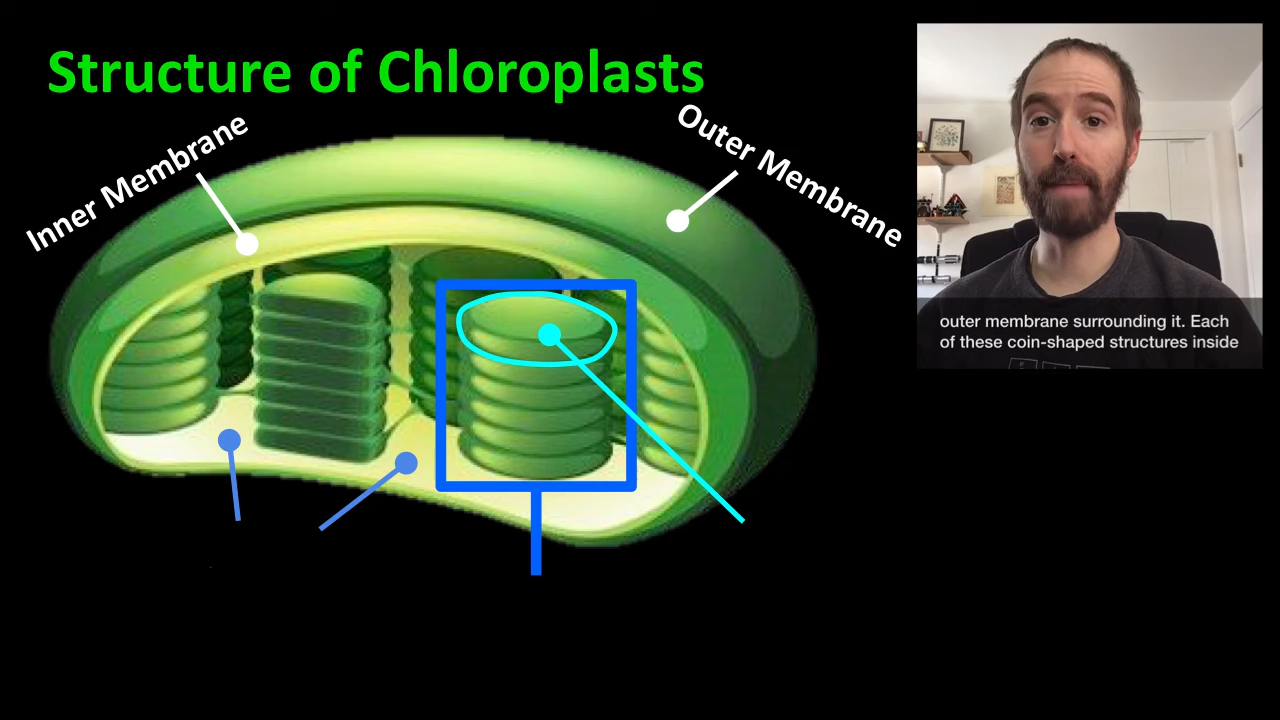 Structure of Chloroplasts
Inner Membrane
Outer Membrane
outer membrane surrounding it. Each
of these coin-shaped structures inside